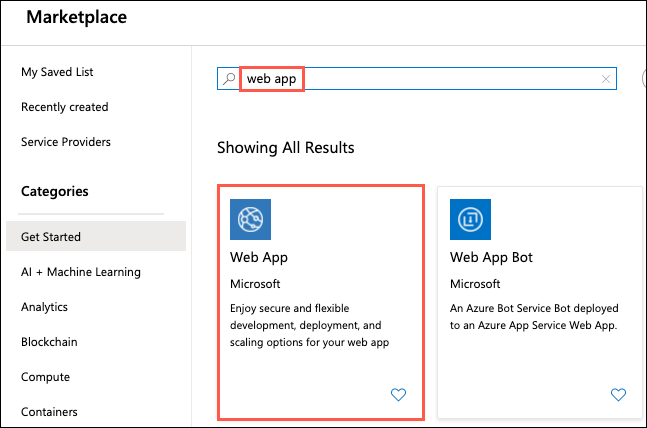 Marketplace
My Saved List
Recently created
Service Providers
Categories
Get Started
AI + Machine Learning
Analytics
Blockchain
Compute
Containers
web app
Showing All Results
Web App
Microsoft
Enjoy secure and flexible
development, deployment, and
scaling options for your web app
Web App Bot
Microsoft
An Azure Bot Service Bot deployed
to an Azure App Service Web App.